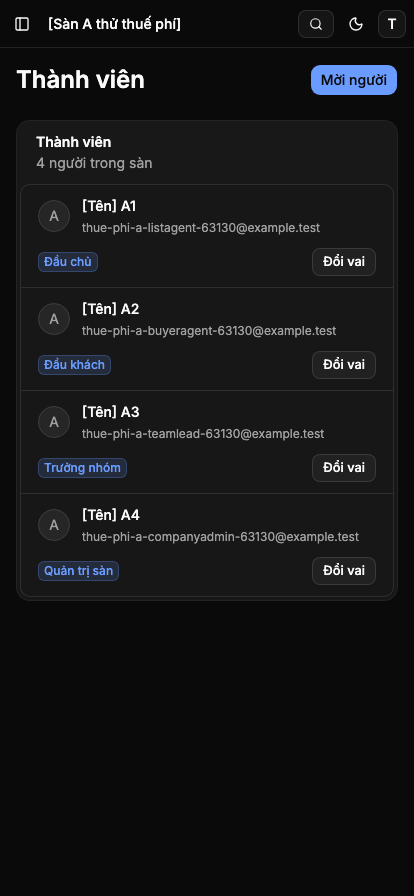 [Sàn A thử thuế phí]
T
Thành viên
Mời người
Thành viên
4 người trong sàn
A
[Tên] A1
thue-phi-a-listagent-63130@example.test
Đầu chủ
Đổi vai
A
[Tên] A2
thue-phi-a-buyeragent-63130@example.test
Đầu khách
Đổi vai
A
[Tên] A3
thue-phi-a-teamlead-63130@example.test
Trưởng nhóm
Đổi vai
A
[Tên] A4
thue-phi-a-companyadmin-63130@example.test
Quản trị sàn
Đổi vai